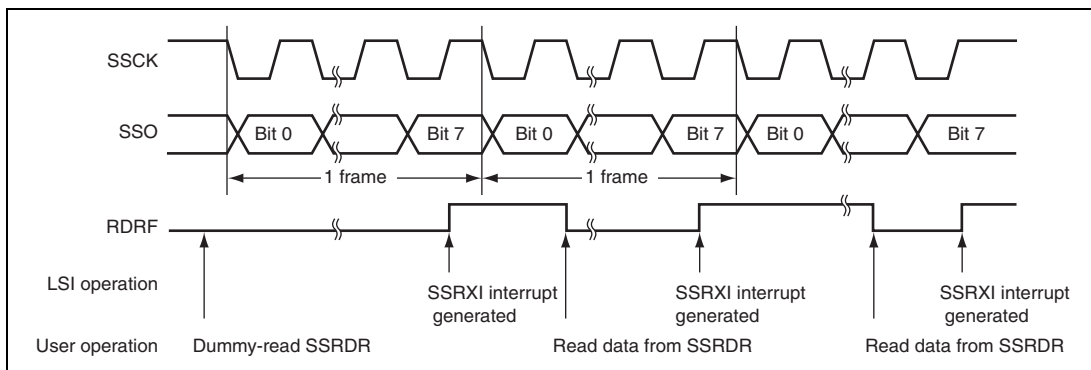 SSCK
SSO Bit 0 Bit 7 Bit 0 Bit 7 Bit 0 Bit 7
1 frame 1 frame
RDRF
LSI operation
SSRXI interrupt generated
SSRXI interrupt generated
SSRXI interrupt generated
User operation Dummy-read SSRDR Read data from SSRDR Read data from SSRDR